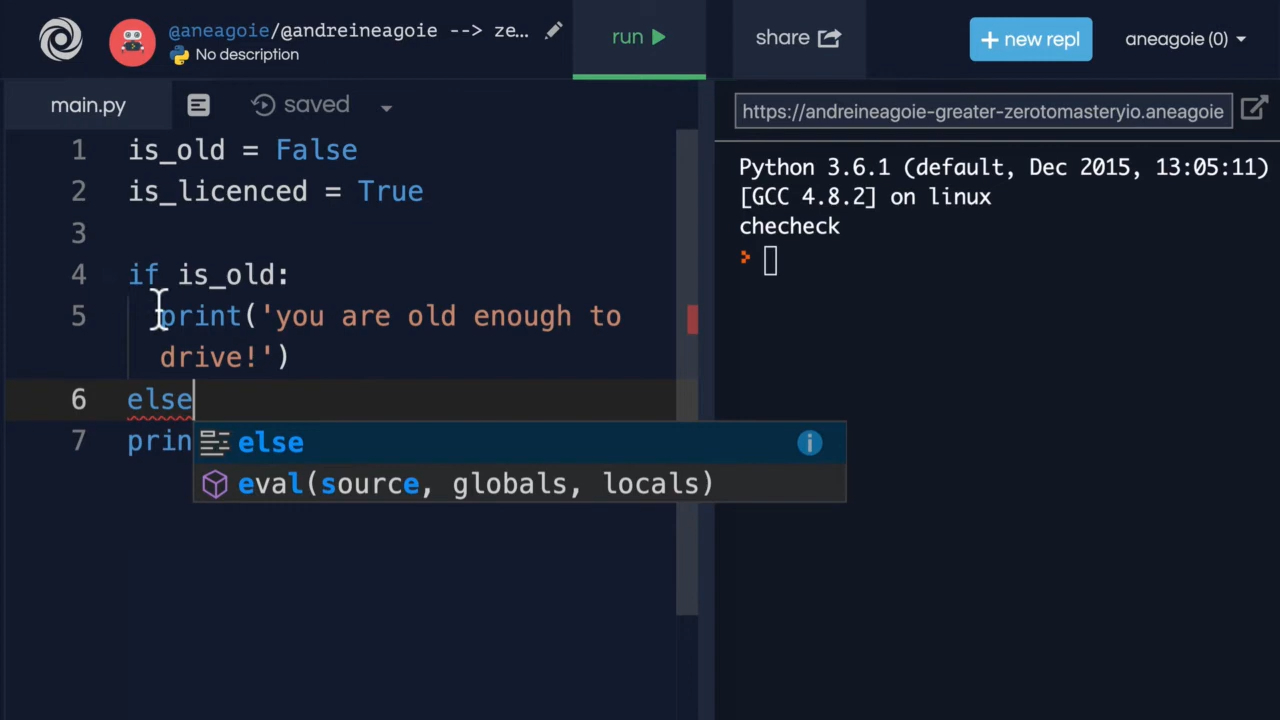 @aneagoie/@andreineagoie --> ze...
No description
run
share
+ new repl
aneagoie (0)
main.py
saved
https://andreineagoie-greater-zerotomasteryio.aneagoie
1 is_old = False
2 is_licenced = True
3
4 if is_old:
5 print('you are old enough to
drive!')
6 else
7 prin
else
eval(source, globals, locals)
Python 3.6.1 (default, Dec 2015, 13:05:11)
[GCC 4.8.2] on linux
checheck